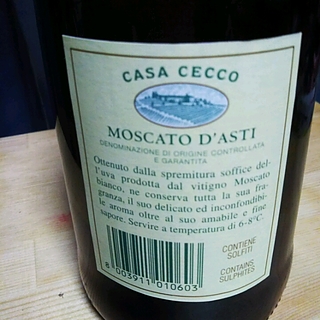 CASA CECCO
MOSCATO D'ASTI
DENOMINAZIONE DI ORIGINE CONTROLLATA
E GARANTITA
Ottenuto dalla spremitura soffice del-
l'uva prodotta dal vitigno Moscato
bianco, ne conserva tutta la sua fra-
granza, il suo delicato ed inconfondibi-
le aroma oltre al suo amabile e fine
sapore. Servire a temperatura di 6-8°C.
CONTIENE
SOLFITI
CONTAINS
SULPHITES
8 003911 010603